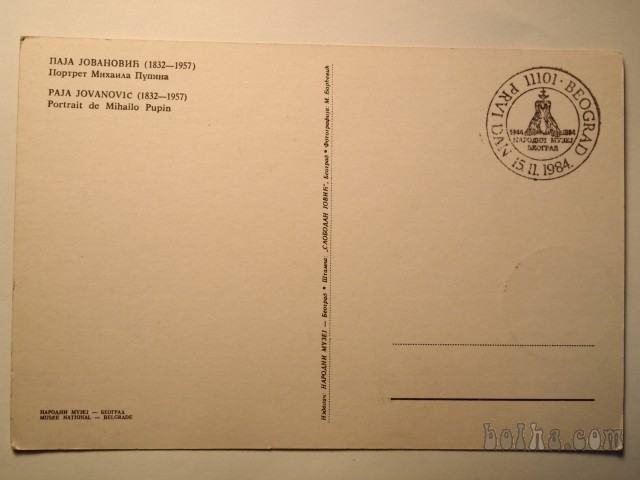 ПАЈА ЈОВАНОВИЋ (1832—1957)
Портрет Михаила Пупина
PAJA JOVANOVIĆ (1832—1957)
Portrait de Mihailo Pupin
НАРОДНИ МУЗЕЈ — БЕОГРАД
MUSÉE NATIONAL — BELGRADE
Издавач: НАРОДНИ МУЗЕЈ — Београд • Штампа: „СЛОБОДАН ЈОВИЋ", Београд • Фотографија: М. Ђорђевић
PRVI DAN 11101 · BEOGRAD
1844 1984
НАРОДНИ МУЗЕЈ
БЕОГРАД
15.11.1984.
bolha.com